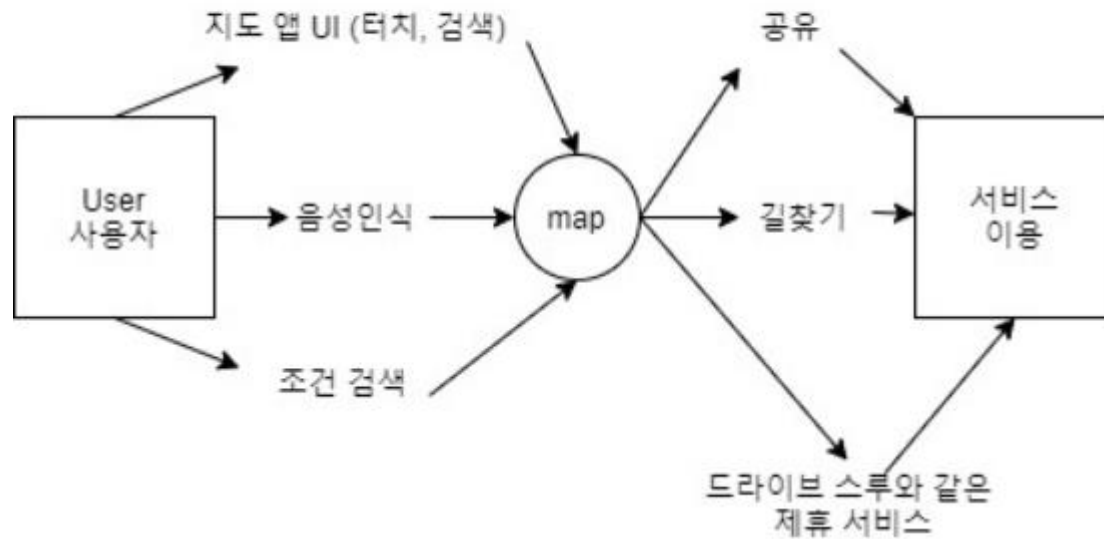 지도 앱 UI (터치, 검색)
공유
User
사용자
음성인식
map
길찾기
서비스
이용
조건 검색
드라이브 스루와 같은
제휴 서비스